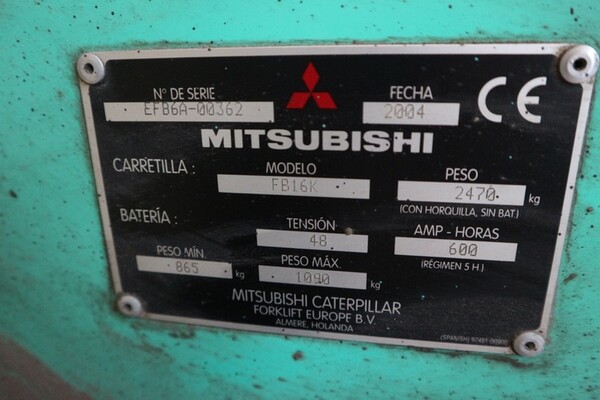 Nº DE SERIE
EFB6A-00362
FECHA
2004
CE
MITSUBISHI
CARRETILLA :
MODELO
FB16K
PESO
2470 kg
(CON HORQUILLA, SIN BAT.)
BATERÍA :
TENSIÓN
48
AMP - HORAS
600
(RÉGIMEN 5 H)
PESO MÍN.
865 kg
PESO MÁX.
1090 kg
MITSUBISHI CATERPILLAR
FORKLIFT EUROPE B.V.
ALMERE, HOLANDA
(SPANISH)